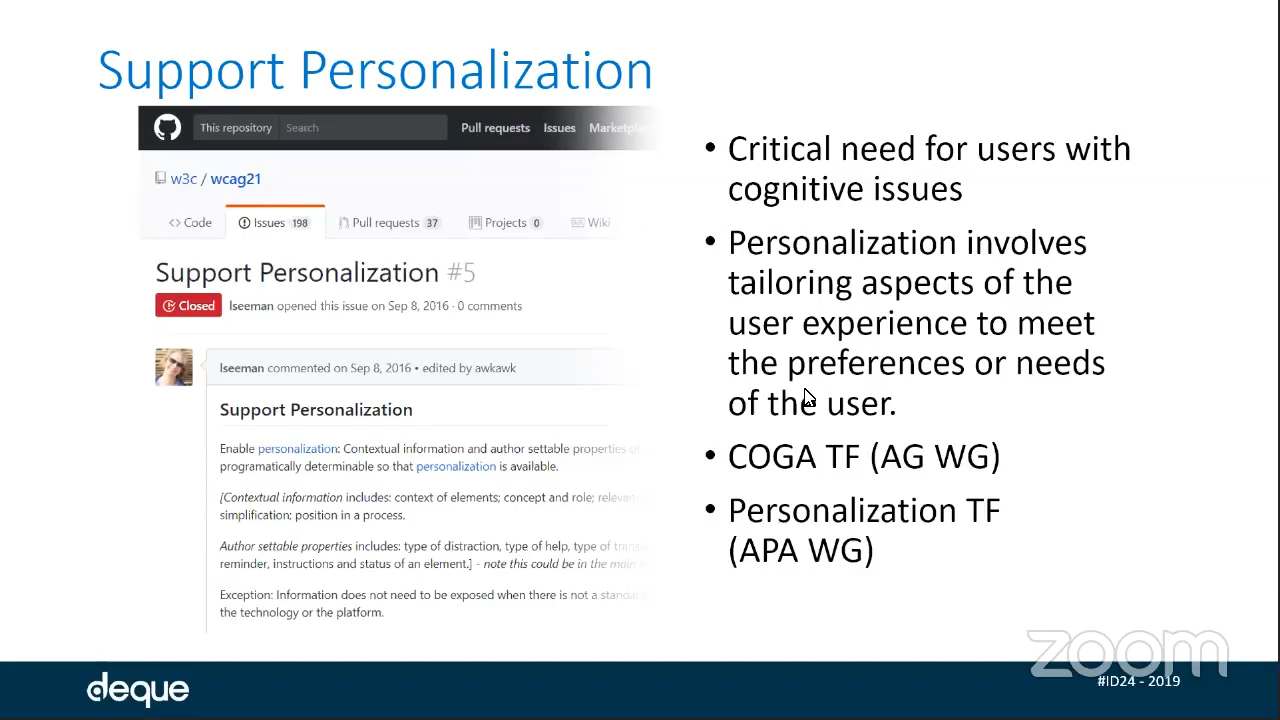 Support Personalization
This repository Search Pull requests Issues
w3c / wcag21
Code Issues 198 Pull requests 37 Projects 0 Wiki
Support Personalization #5
Closed lseeman opened this issue on Sep 8, 2016 · 0 comments
lseeman commented on Sep 8, 2016 • edited by awkawk
Support Personalization
Enable personalization: Contextual information and author settable properties of
programatically determinable so that personalization is available.
[Contextual information includes: context of elements; concept and role;
simplification; position in a process.
Author settable properties includes: type of distraction, type of help, type of
reminder, instructions and status of an element.] - note this could be in the main
Exception: Information does not need to be exposed when there is not a
the technology or the platform.
• Critical need for users with
cognitive issues
• Personalization involves
tailoring aspects of the
user experience to meet
the preferences or needs
of the user.
• COGA TF (AG WG)
• Personalization TF
(APA WG)
zoom
deque
#ID24 - 2019